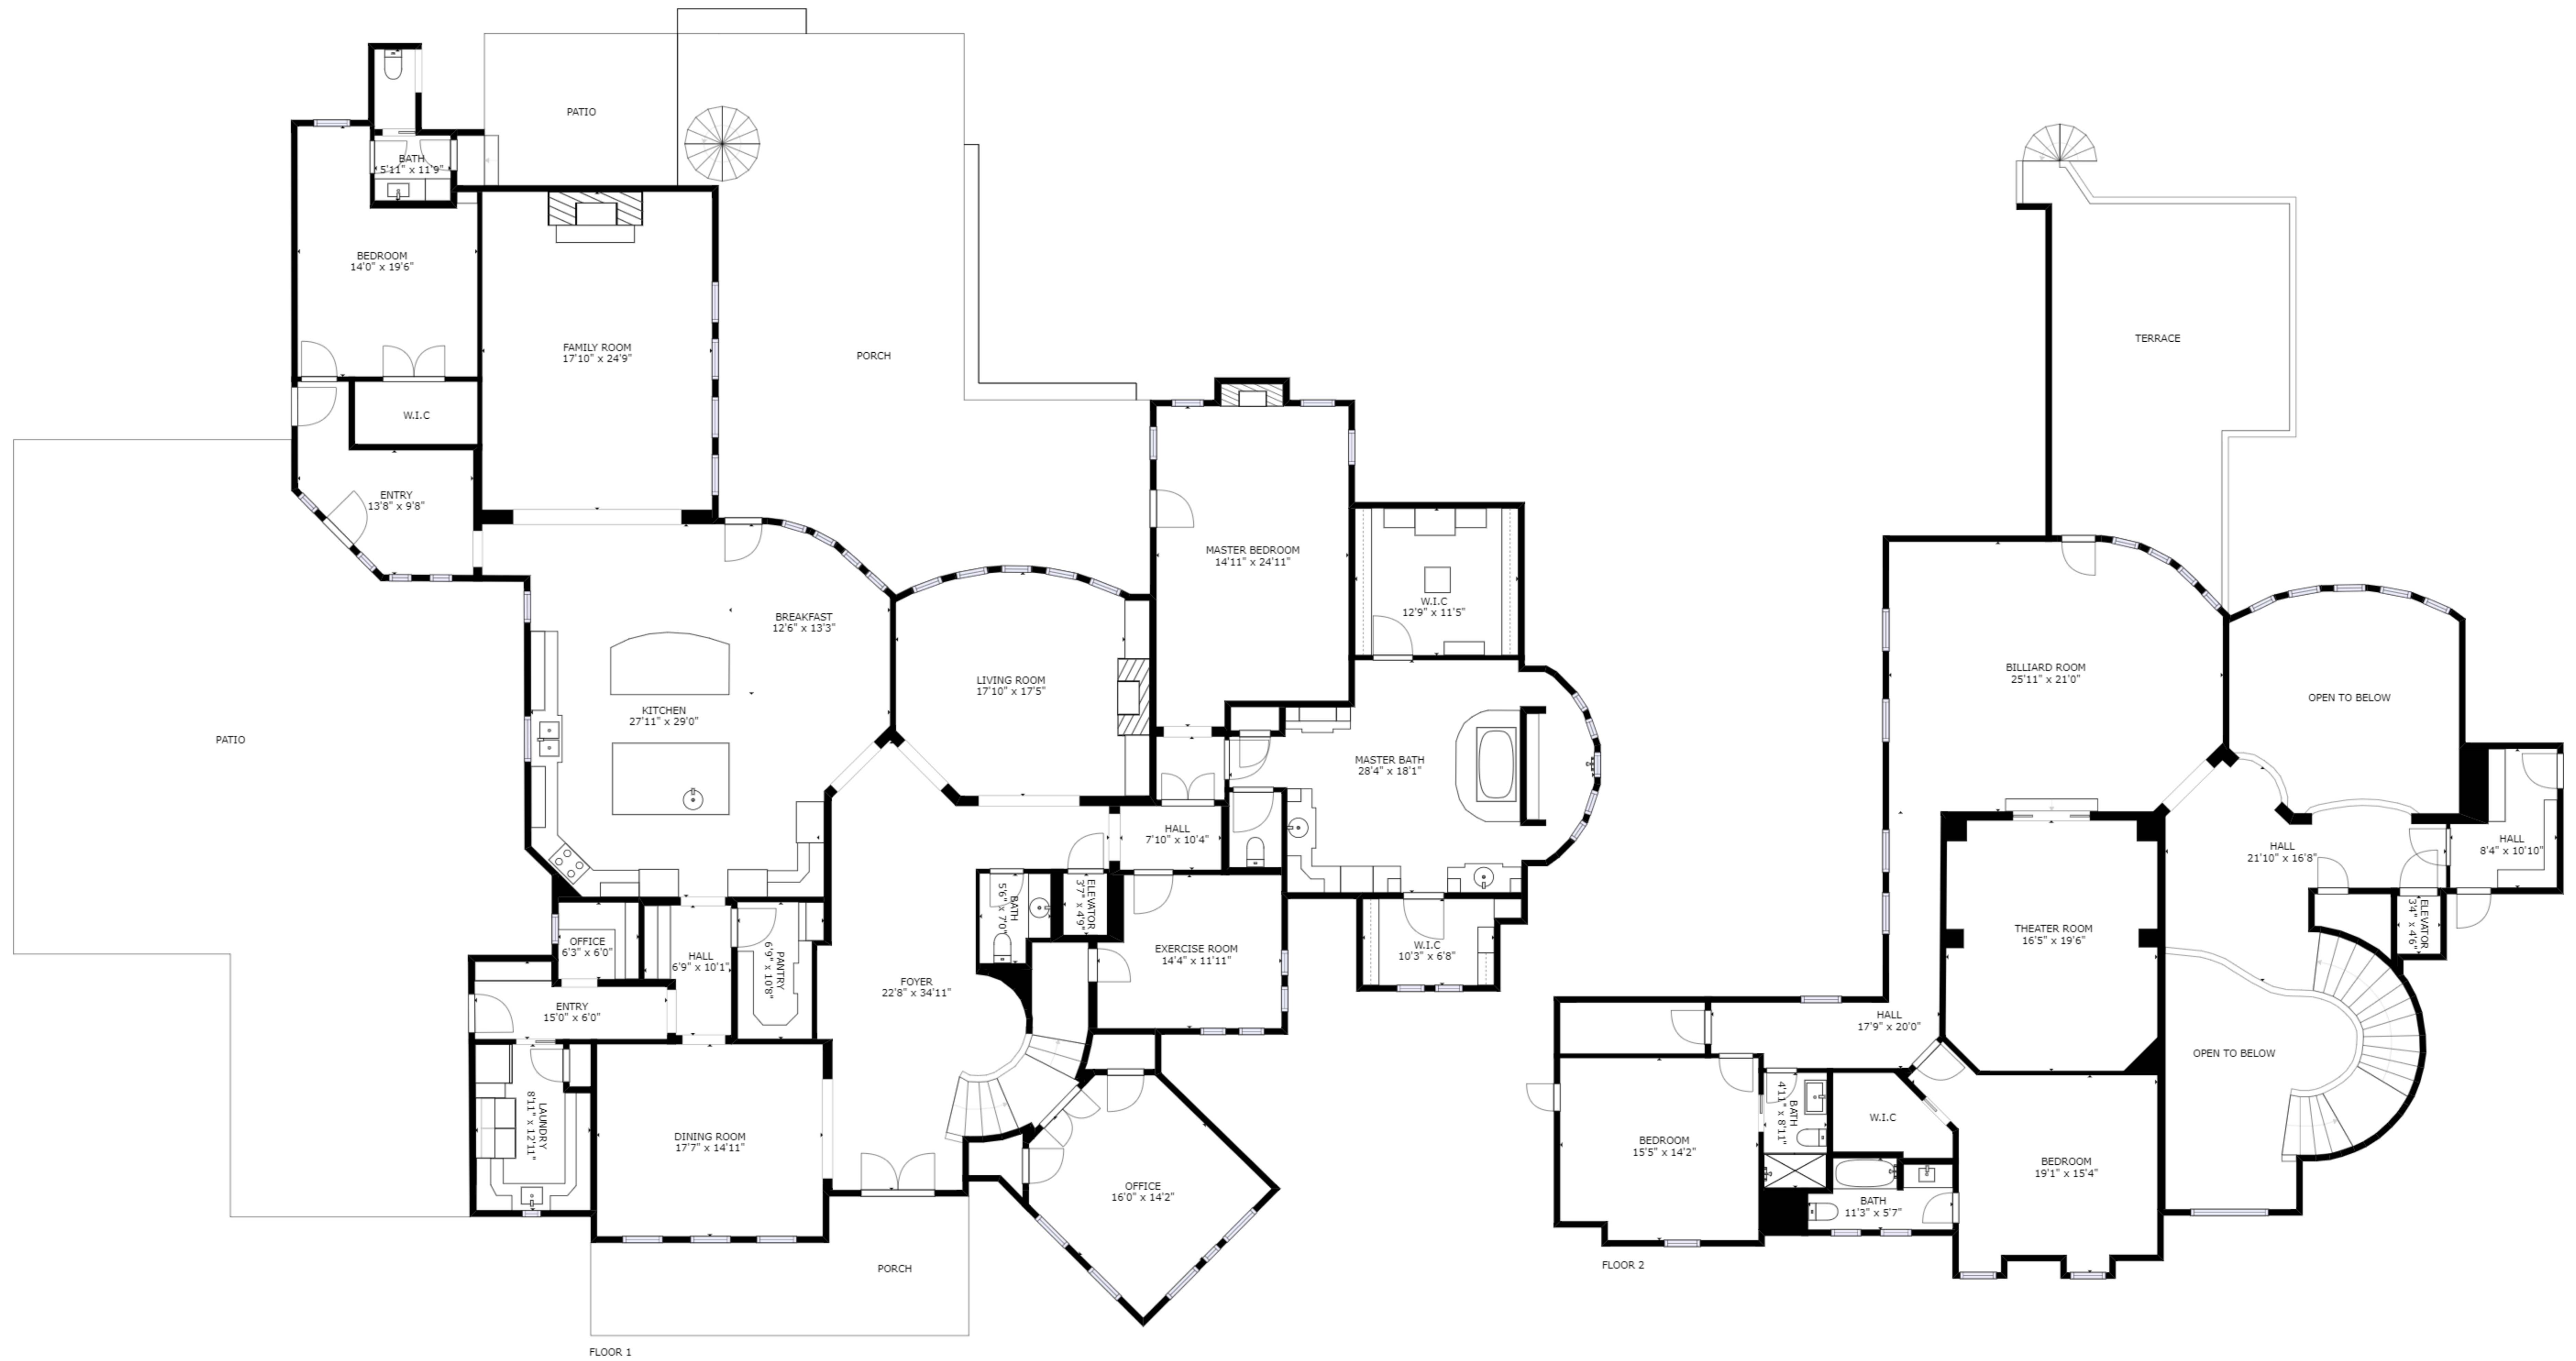 PATIO
BATH
5'11" x 11'9"
BEDROOM
14'0" x 19'6"
FAMILY ROOM
17'10" x 24'9"
PORCH
W.I.C
ENTRY
13'8" x 9'8"
PATIO
BREAKFAST
12'6" x 13'3"
KITCHEN
27'11" x 29'0"
LIVING ROOM
17'10" x 17'5"
MASTER BEDROOM
14'11" x 24'11"
W.I.C
12'9" x 11'5"
MASTER BATH
28'4" x 18'1"
HALL
7'10" x 10'4"
BATH
5'6" x 7'0"
ELEVATOR
3'7" x 4'9"
EXERCISE ROOM
14'4" x 11'11"
W.I.C
10'3" x 6'8"
OFFICE
6'3" x 6'0"
HALL
6'9" x 10'1"
PANTRY
6'9" x 10'8"
FOYER
22'8" x 34'11"
ENTRY
15'0" x 6'0"
LAUNDRY
8'11" x 12'11"
DINING ROOM
17'7" x 14'11"
OFFICE
16'0" x 14'2"
PORCH
FLOOR 1
TERRACE
BILLIARD ROOM
25'11" x 21'0"
OPEN TO BELOW
HALL
21'10" x 16'8"
HALL
8'4" x 10'10"
ELEVATOR
3'4" x 4'6"
THEATER ROOM
16'5" x 19'6"
HALL
17'9" x 20'0"
OPEN TO BELOW
BEDROOM
15'5" x 14'2"
BATH
4'11" x 8'11"
W.I.C
BEDROOM
19'1" x 15'4"
BATH
11'3" x 5'7"
FLOOR 2